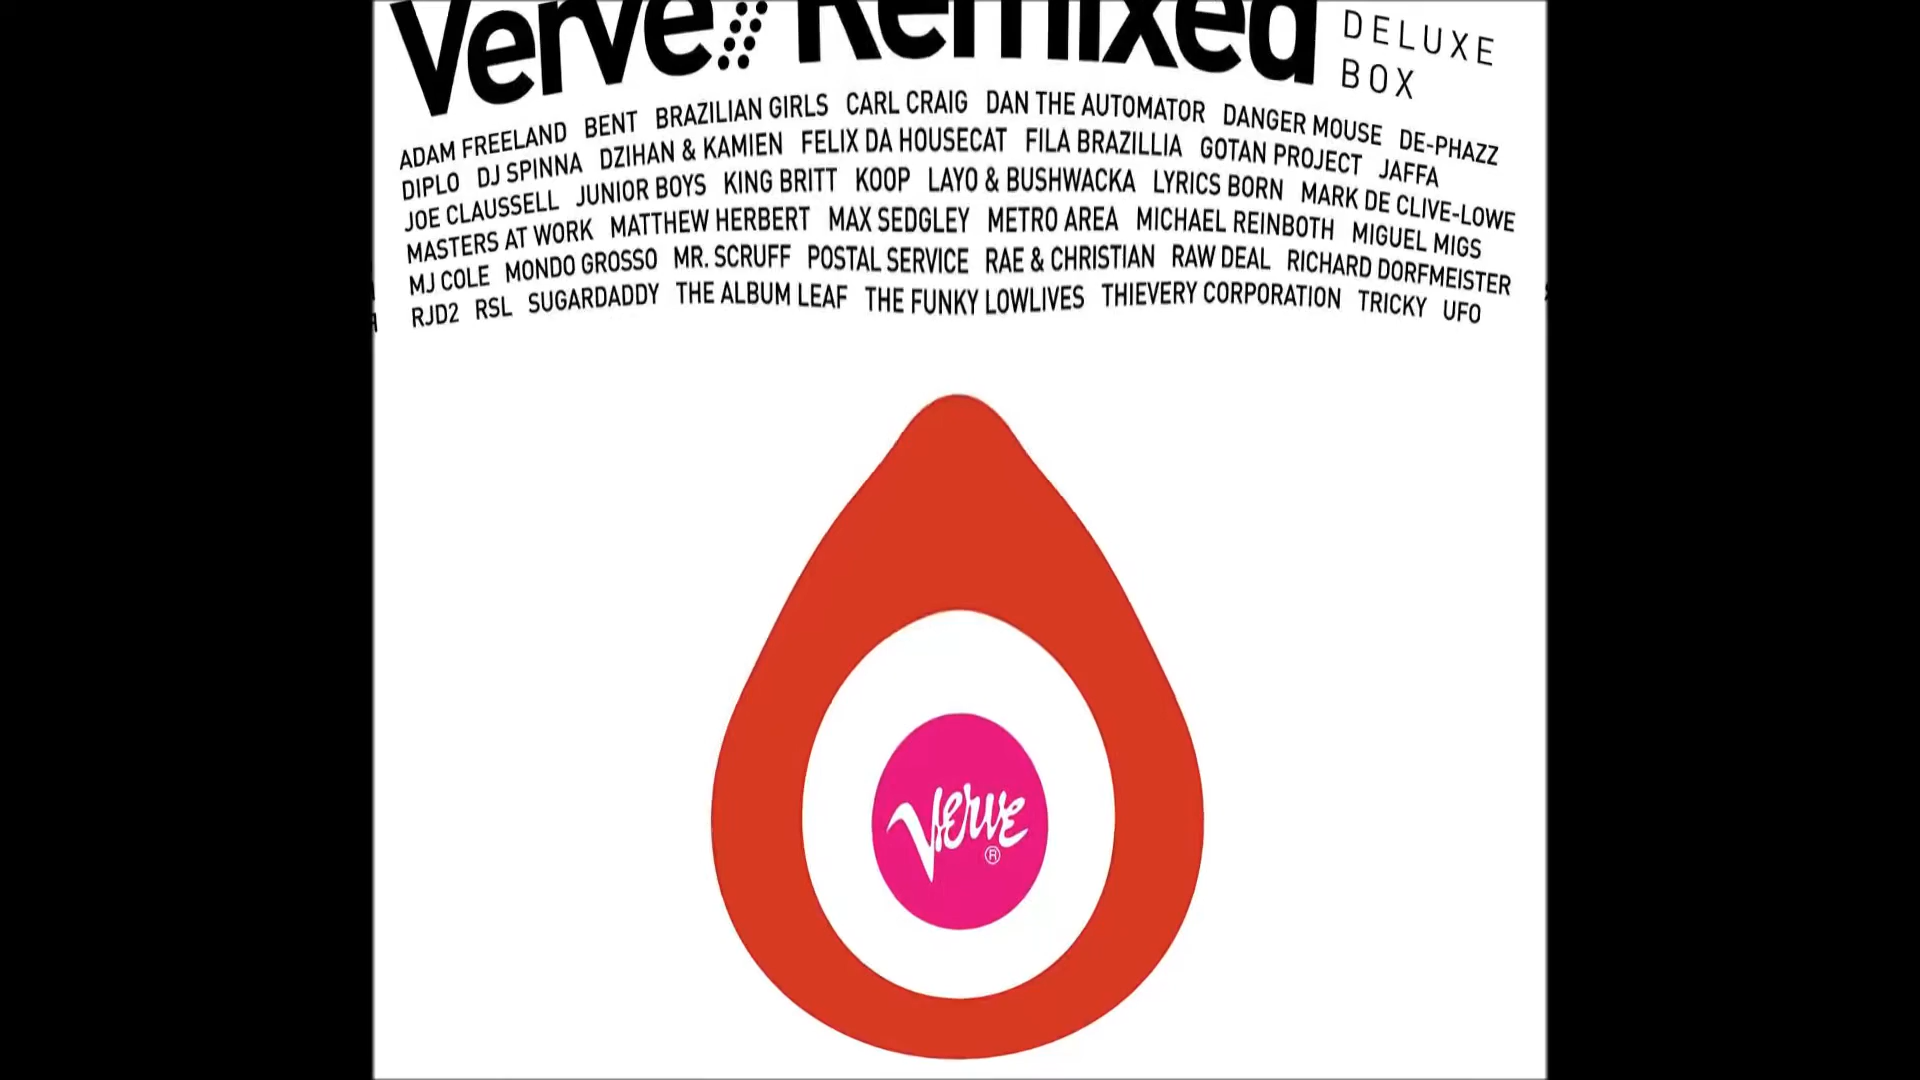 Verve Remixed
DELUXE
BOX
ADAM FREELAND BENT BRAZILIAN GIRLS CARL CRAIG DAN THE AUTOMATOR DANGER MOUSE DE-PHAZZ
DIPLO DJ SPINNA DZIHAN & KAMIEN FELIX DA HOUSECAT FILA BRAZILLIA GOTAN PROJECT JAFFA
JOE CLAUSSELL JUNIOR BOYS KING BRITT KOOP LAYO & BUSHWACKA LYRICS BORN MARK DE CLIVE-LOWE
MASTERS AT WORK MATTHEW HERBERT MAX SEDGLEY METRO AREA MICHAEL REINBOTH MIGUEL MIGS
MJ COLE MONDO GROSSO MR. SCRUFF POSTAL SERVICE RAE & CHRISTIAN RAW DEAL RICHARD DORFMEISTER
RJD2 RSL SUGARDADDY THE ALBUM LEAF THE FUNKY LOWLIVES THIEVERY CORPORATION TRICKY UFO
Verve
®